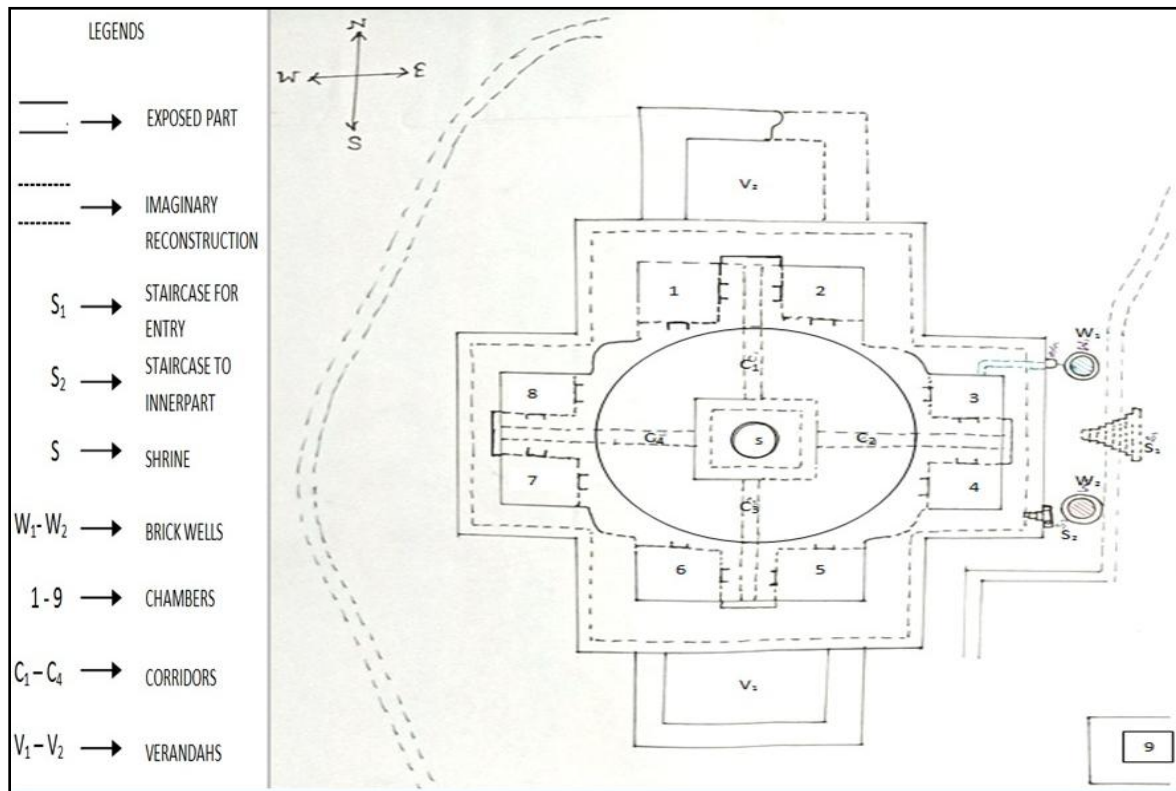 LEGENDS
EXPOSED PART
IMAGINARY
RECONSTRUCTION
S₁ STAIRCASE FOR
ENTRY
S₂ STAIRCASE TO
INNERPART
S SHRINE
W₁-W₂ BRICK WELLS
1-9 CHAMBERS
C₁-C₄ CORRIDORS
V₁-V₂ VERANDAHS
N
W E
S
V₂
1 2
C₁
W₁
8 3
C₄ S C₂
S₁
7 4
W₂
C₃
S₂
6 5
V₁
9